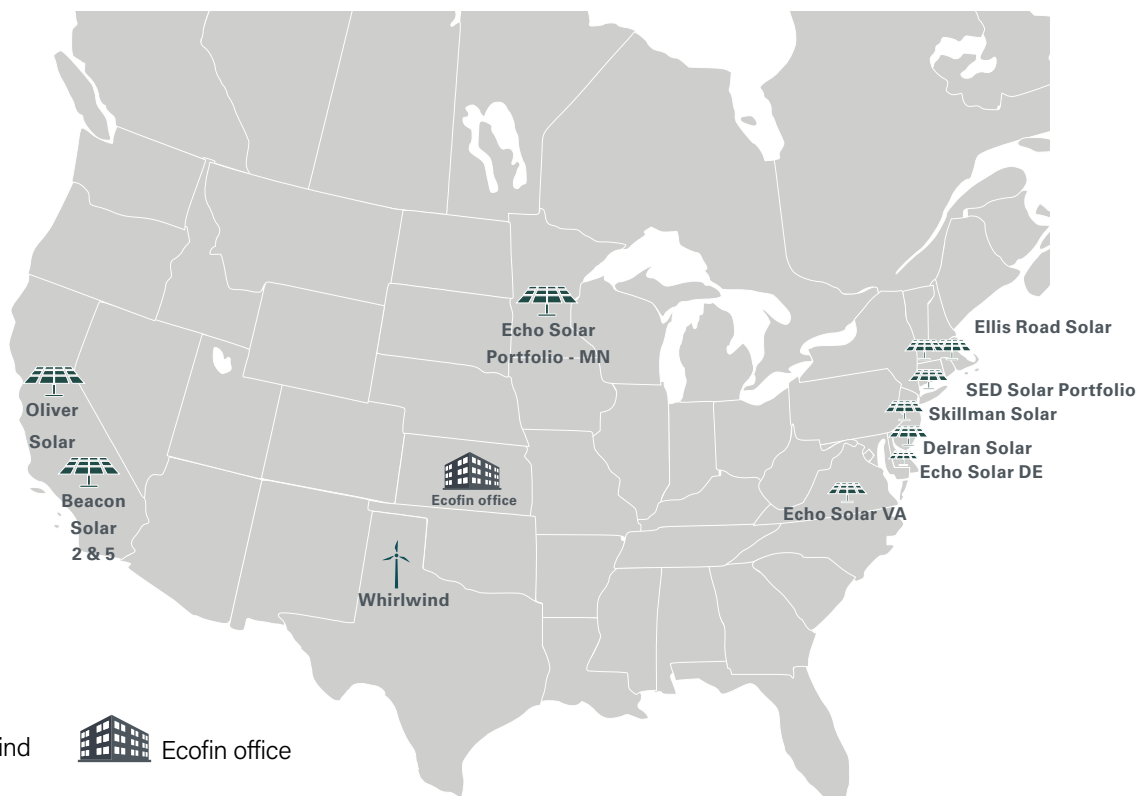 Ellis Road Solar
Echo Solar
Portfolio - MN
SED Solar Portfolio
Oliver
Solar
Skillman Solar
Delran Solar
Echo Solar DE
Beacon
Solar
2 & 5
Ecofin office
Echo Solar VA
Whirlwind
ind
Ecofin office